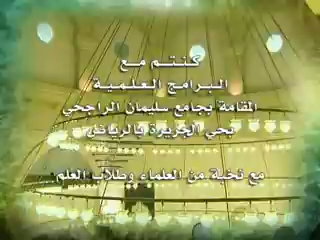 كنتم مع
البرامج العلمية
المقامة بجامع سليمان الراجحي
بحي الجزيرة بالرياض
مع نخبة من العلماء وطلاب العلم